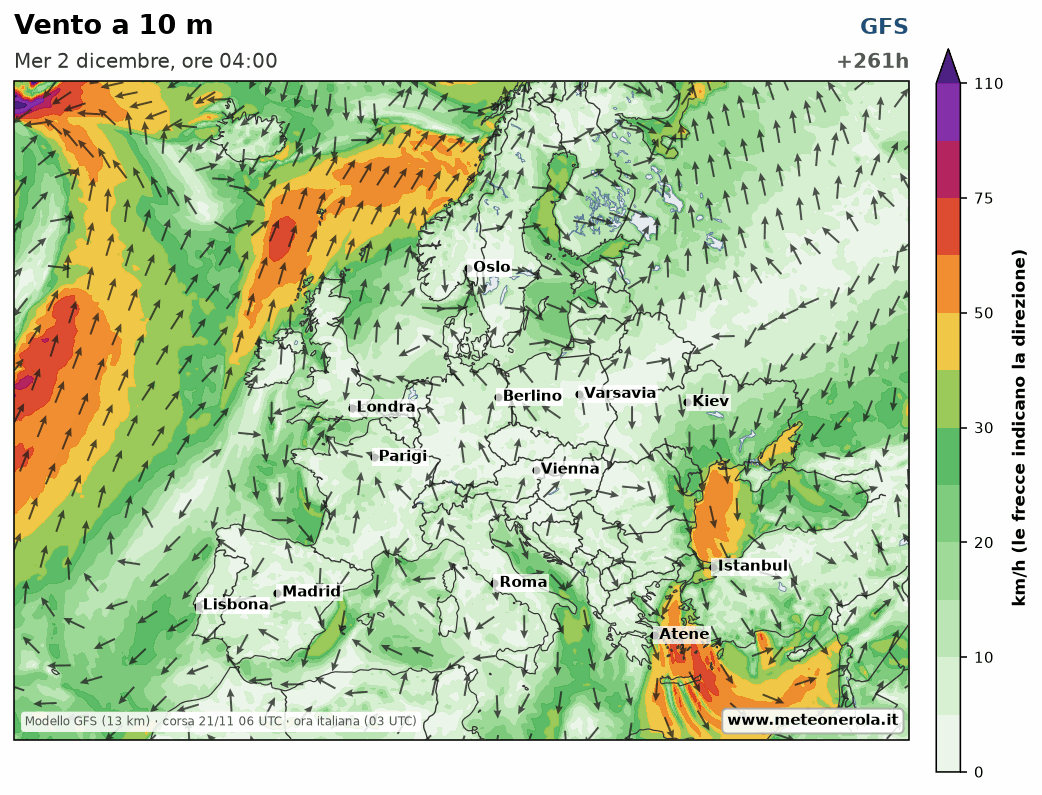 Vento a 10 m
GFS
Mer 2 dicembre, ore 04:00
+261h
110
75
50
30
20
10
0
km/h (le frecce indicano la direzione)
Oslo
Londra
Berlino
Varsavia
Kiev
Parigi
Vienna
Istanbul
Roma
Madrid
Lisbona
Atene
Modello GFS (13 km) · corsa 21/11 06 UTC · ora italiana (03 UTC)
www.meteonerola.it